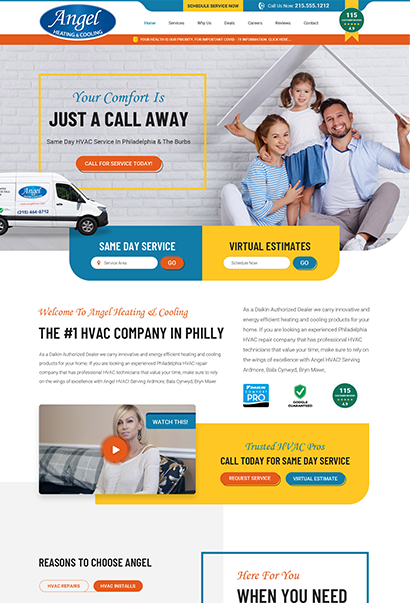 Angel
HEATING & COOLING
SCHEDULE SERVICE NOW
Call Us Now: 215.555.1212
115
4.9
Home Services Why Us Deals Careers Reviews Contact
YOUR HEALTH IS OUR PRIORITY, FOR IMPORTANT COVID - 19 INFORMATION, CLICK HERE...
Your Comfort Is
JUST A CALL AWAY
Same Day HVAC Service In Philadelphia & The Burbs
CALL FOR SERVICE TODAY!
Angel
SAME DAY SERVICE
Service Area
GO
VIRTUAL ESTIMATES
Schedule Now
GO
Welcome To Angel Heating & Cooling
THE #1 HVAC COMPANY IN PHILLY
As a Daikin Authorized Dealer we carry innovative and energy efficient heating and cooling
products for your home. If you are looking an experienced Philadelphia HVAC repair
company that has professional HVAC technicians that value your time, make sure to rely
on the wings of excellence with Angel HVAC! Serving Ardmore, Bala Cynwyd, Bryn Mawr
As a Daikin Authorized Dealer we carry innovative and
energy efficient heating and cooling products for your
home. If you are looking an experienced Philadelphia
HVAC repair company that has professional HVAC
technicians that value your time, make sure to rely on
the wings of excellence with Angel HVAC! Serving
Ardmore, Bala Cynwyd, Bryn Mawr,
DAIKIN
COMFORT
PRO
GOOGLE
GUARANTEED
115
4.9
WATCH THIS!
Trusted HVAC Pros
CALL TODAY FOR SAME DAY SERVICE
REQUEST SERVICE
VIRTUAL ESTIMATE
REASONS TO CHOOSE ANGEL
HVAC REPAIRS
HVAC INSTALLS
Here For You
WHEN YOU NEED